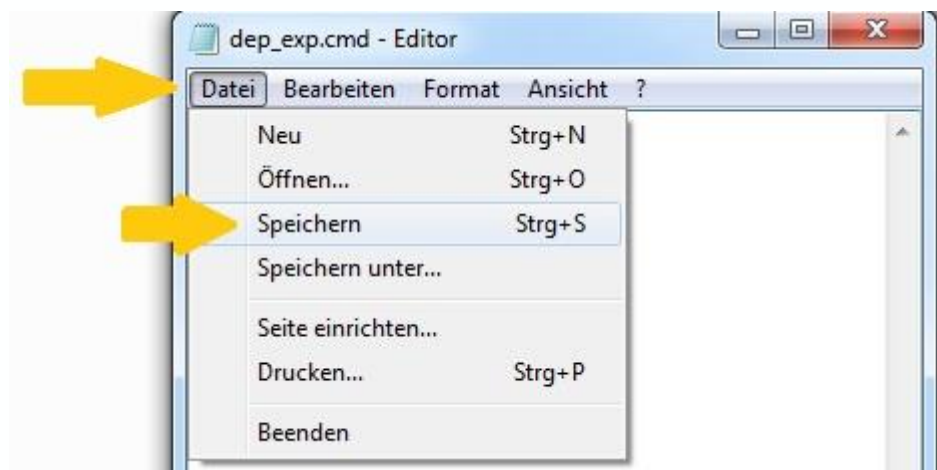 dep_exp.cmd - Editor
Datei Bearbeiten Format Ansicht ?
Neu Strg+N
Öffnen... Strg+O
Speichern Strg+S
Speichern unter...
Seite einrichten...
Drucken... Strg+P
Beenden